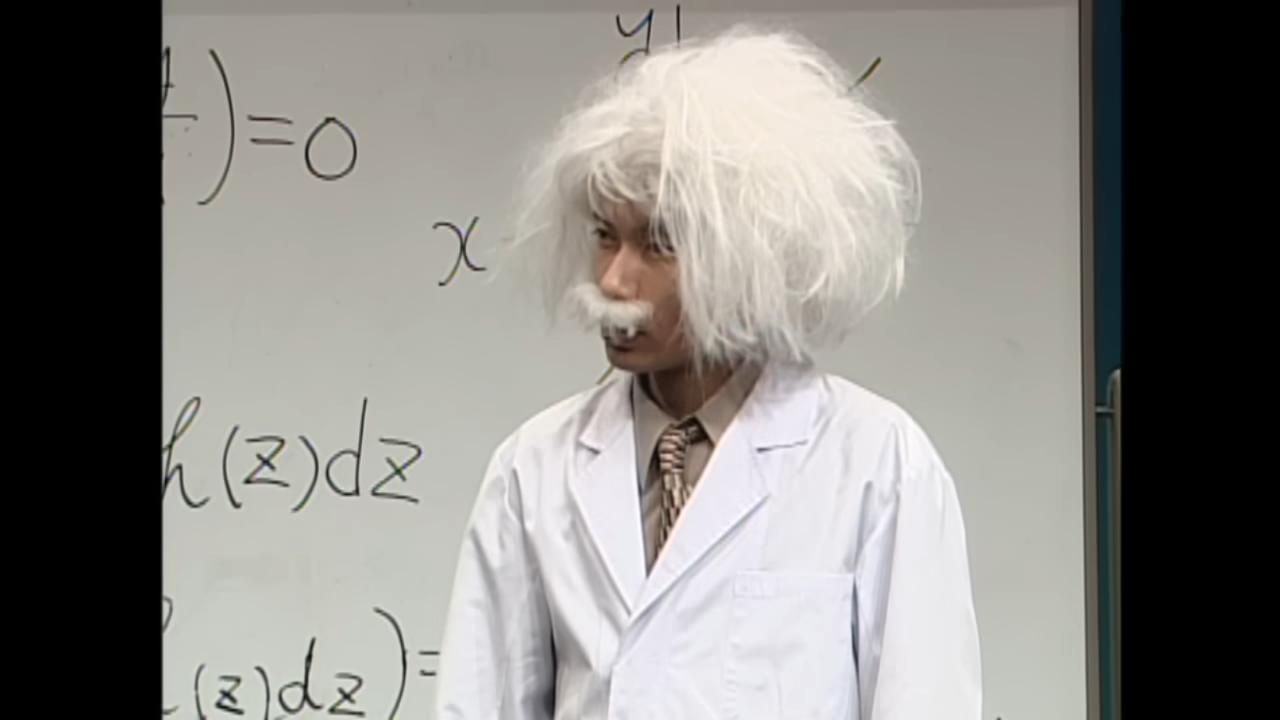 y
)=0
x
h(z)dz
(z)dz)=